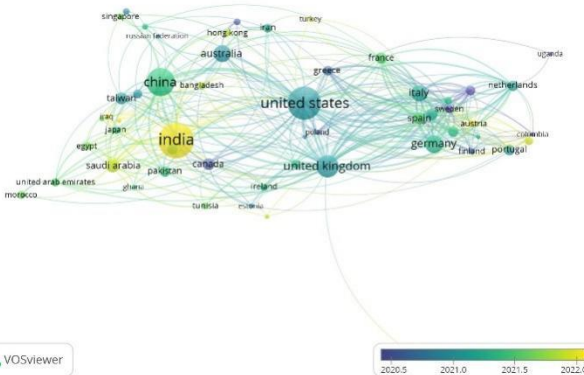 singapore
turkey
russian federation
hong kong
iran
australia
france
uganda
greece
china
bangladesh
taiwan
italy
netherlands
united states
sweden
iraq
spain
austria
japan
poland
colombia
india
egypt
germany
finland
portugal
saudi arabia
pakistan
canada
united kingdom
united arab emirates
ghana
ireland
morocco
tunisia
estonia
VOSviewer
2020.5 2021.0 2021.5 2022.